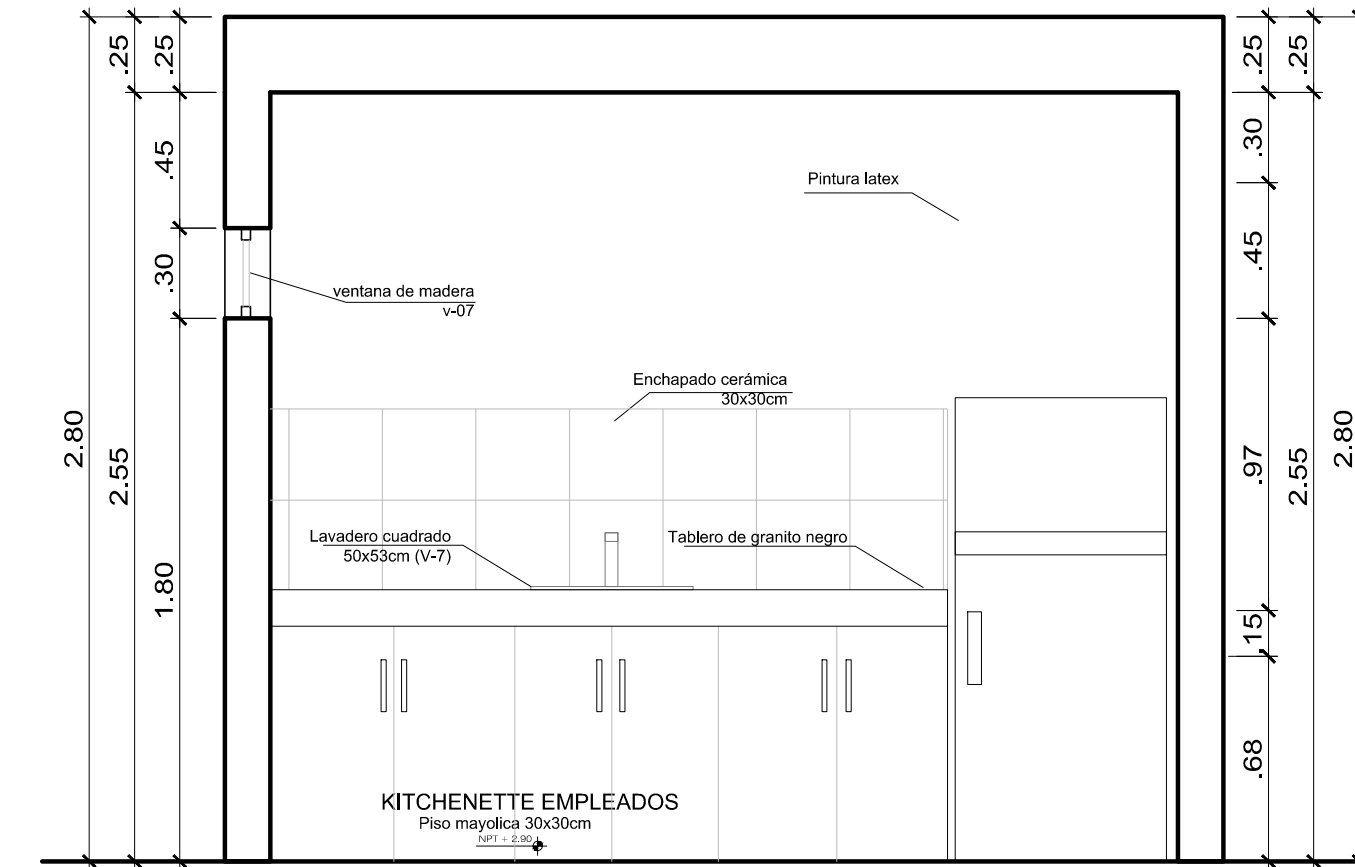 .25
.25
.45
.30
1.80
2.55
2.80
Pintura latex
ventana de madera
v-07
Enchapado cerámica
30x30cm
Lavadero cuadrado
50x53cm (V-7)
Tablero de granito negro
KITCHENETTE EMPLEADOS
Piso mayolica 30x30cm
NPT + 2.90
.25
.25
.30
.45
.97
.15
.68
2.55
2.80